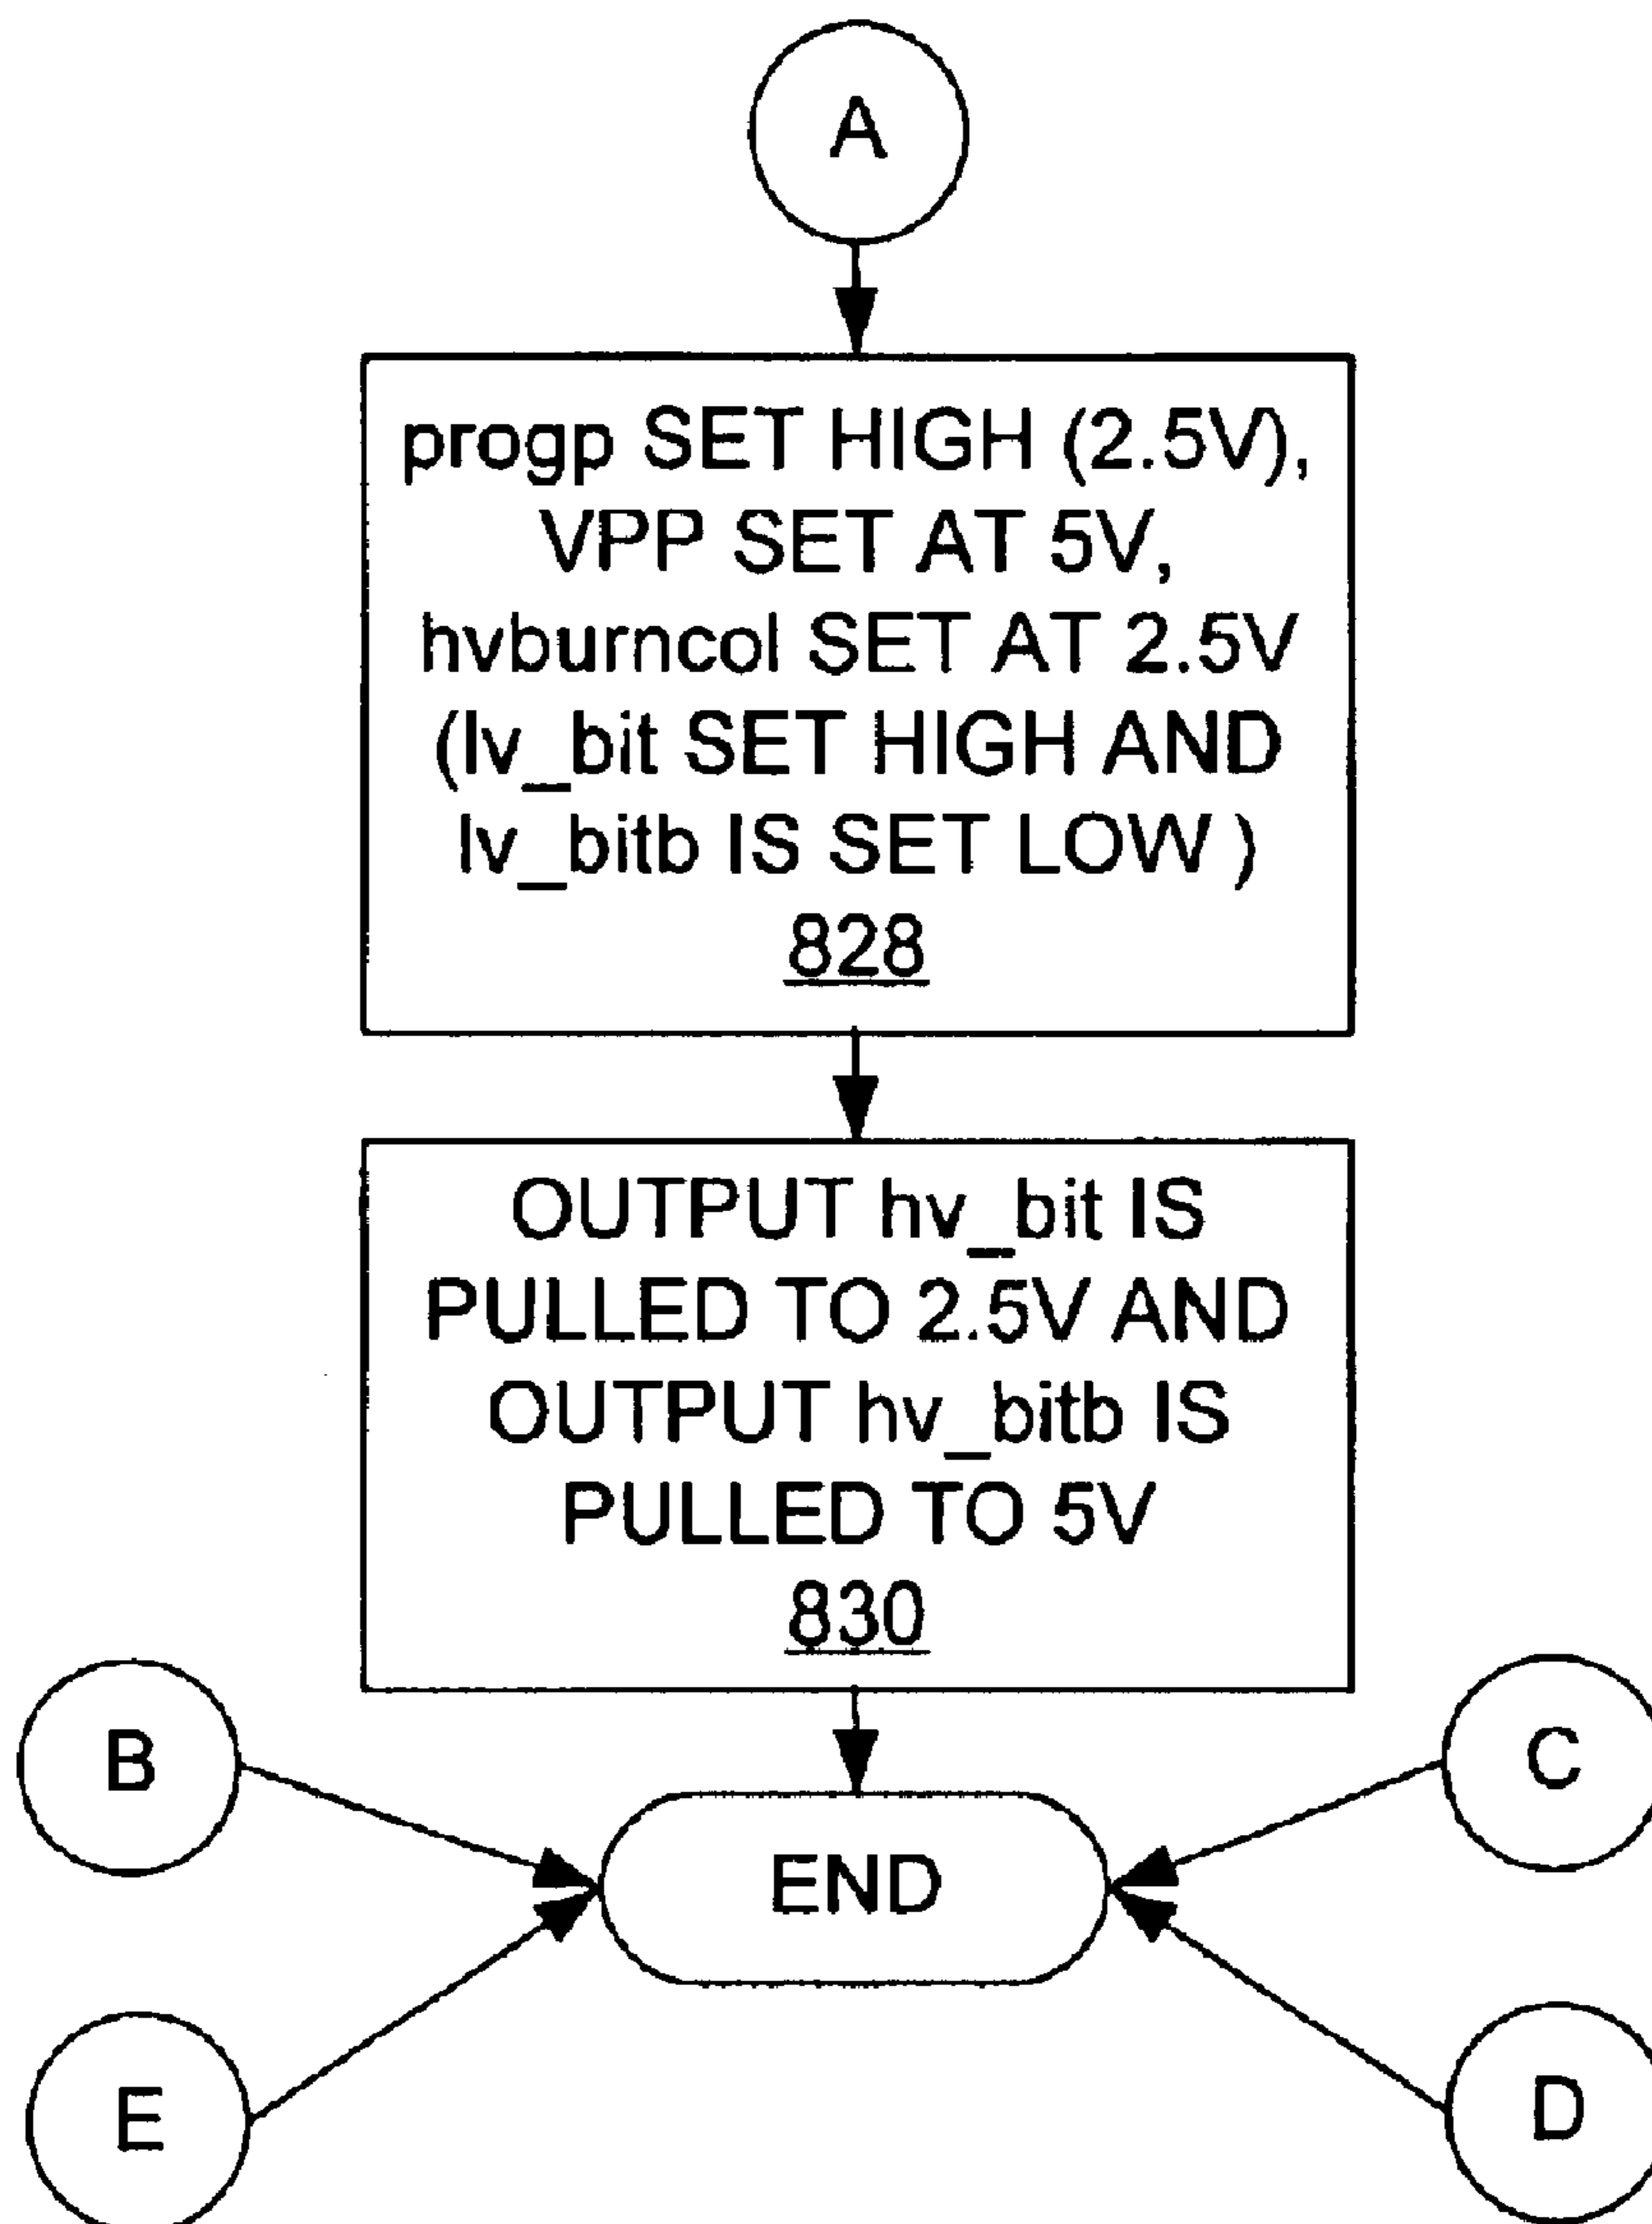 A
progp SET HIGH (2.5V),
VPP SET AT 5V,
hvburncol SET AT 2.5V
(lv_bit SET HIGH AND
lv_bitb IS SET LOW )
828
OUTPUT hv_bit IS
PULLED TO 2.5V AND
OUTPUT hv_bitb IS
PULLED TO 5V
830
B
C
END
E
D